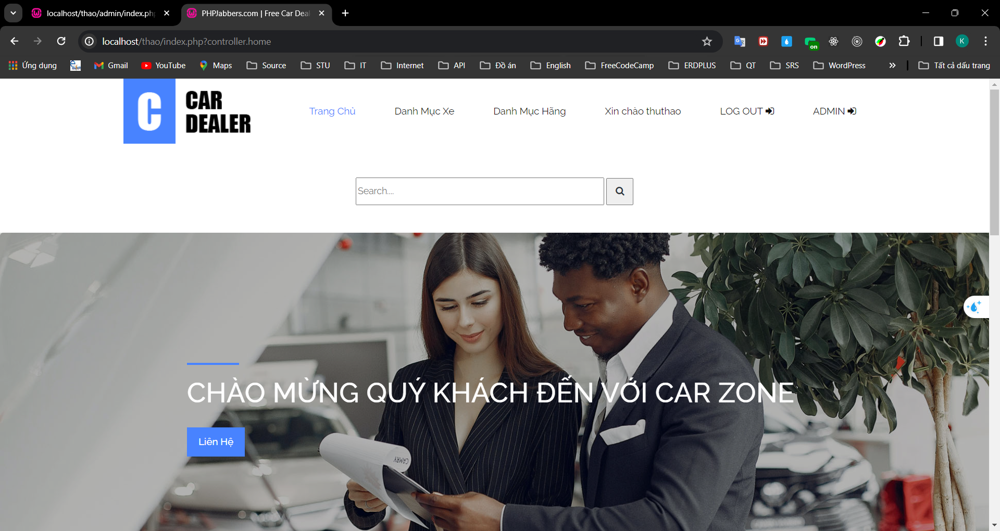 localhost/thao/admin/index.ph
PHPJabbers.com | Free Car Deal
localhost/thao/index.php?controller.home
on
K
Ứng dụng
Gmail
YouTube
Maps
Source
STU
IT
Internet
API
Đồ án
English
FreeCodeCamp
ERDPLUS
QT
SRS
WordPress
Tất cả dấu trang
C
CAR
DEALER
Trang Chủ
Danh Mục Xe
Danh Mục Hãng
Xin chào thuthao
LOG OUT
ADMIN
Search....
CHÀO MỪNG QUÝ KHÁCH ĐẾN VỚI CAR ZONE
Liên Hệ
CAMRY